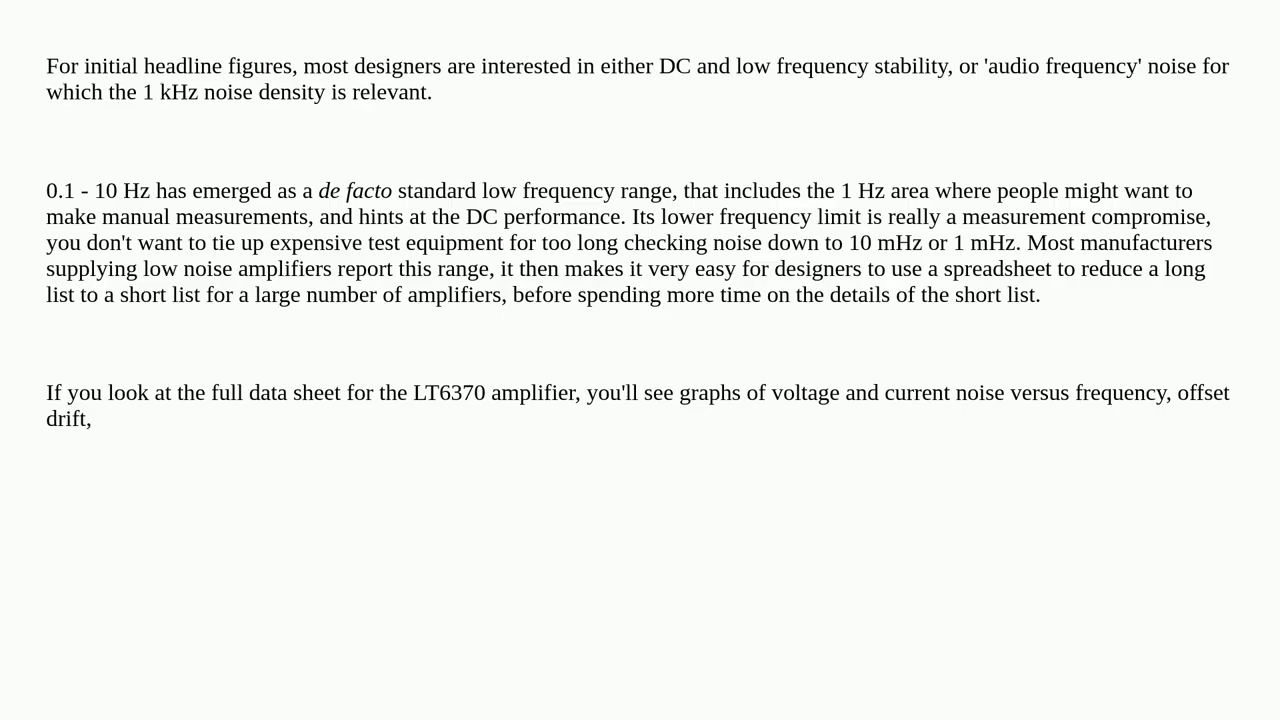 For initial headline figures, most designers are interested in either DC and low frequency stability, or 'audio frequency' noise for
which the 1 kHz noise density is relevant.
0.1 - 10 Hz has emerged as a de facto standard low frequency range, that includes the 1 Hz area where people might want to
make manual measurements, and hints at the DC performance. Its lower frequency limit is really a measurement compromise,
you don't want to tie up expensive test equipment for too long checking noise down to 10 mHz or 1 mHz. Most manufacturers
supplying low noise amplifiers report this range, it then makes it very easy for designers to use a spreadsheet to reduce a long
list to a short list for a large number of amplifiers, before spending more time on the details of the short list.
If you look at the full data sheet for the LT6370 amplifier, you'll see graphs of voltage and current noise versus frequency, offset
drift,